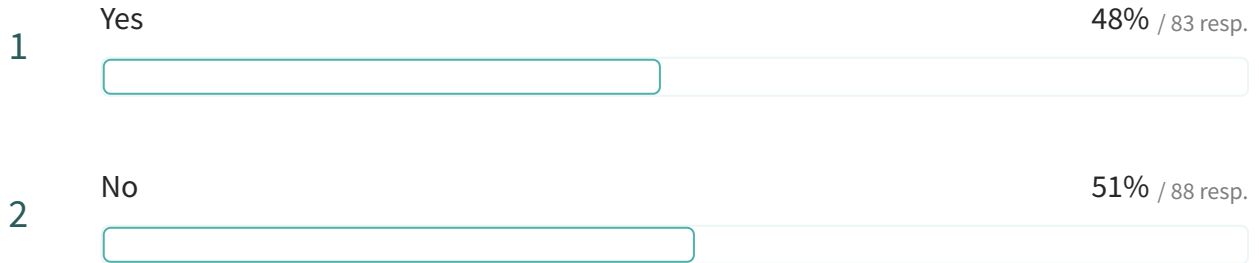 1
Yes
48% / 83 resp.
2
No
51% / 88 resp.